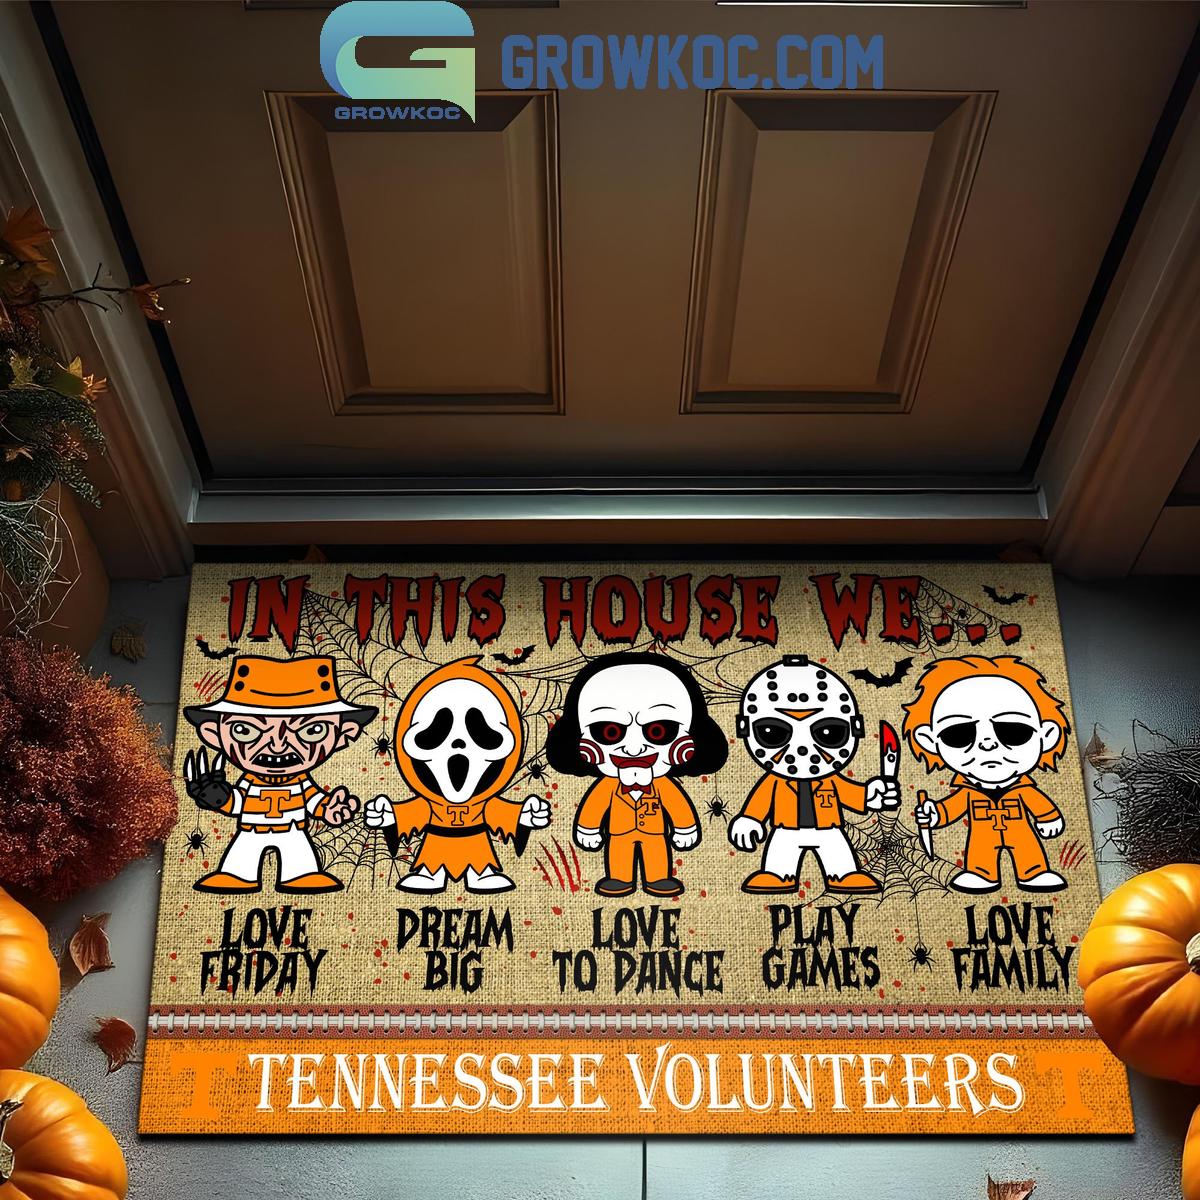 GROWKOC.COM
GROWKOC
IN THIS HOUSE WE...
T
T
T
T
T
LOVE
FRIDAY
DREAM
BIG
LOVE
TO DANCE
PLAY
GAMES
LOVE
FAMILY
T TENNESSEE VOLUNTEERS T